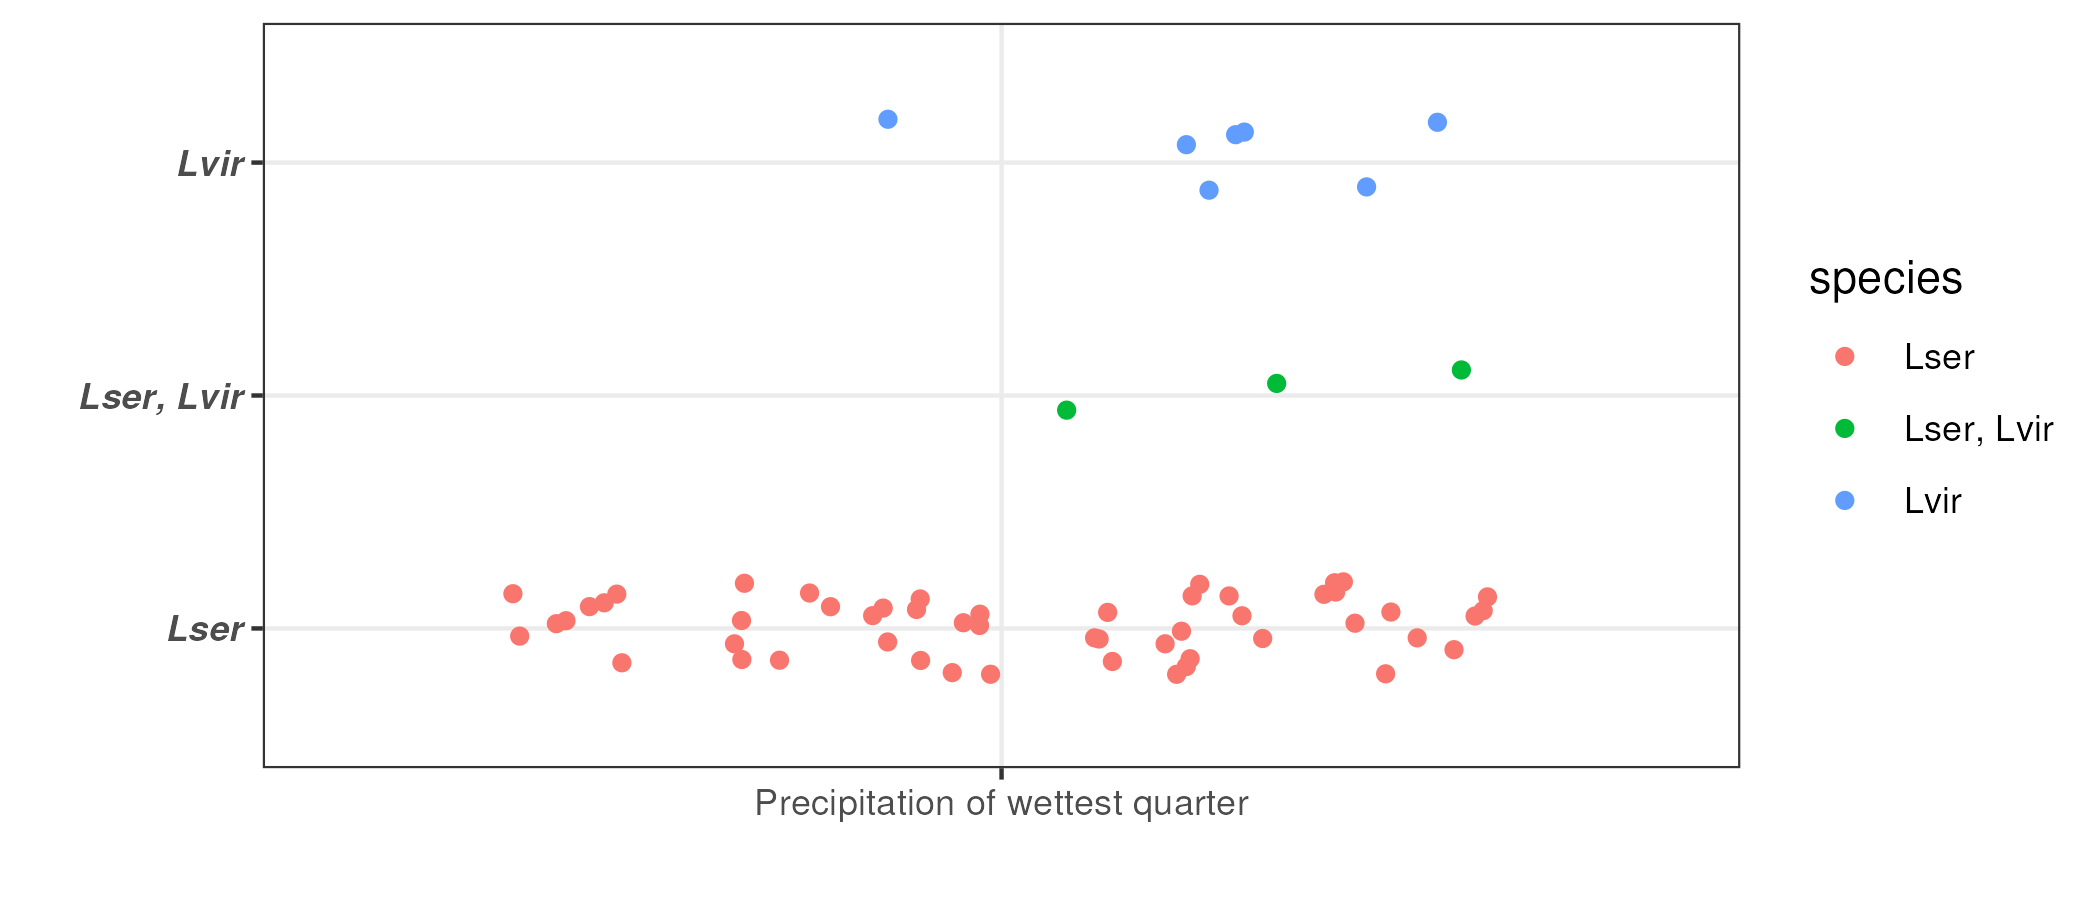 Lvir
Lser, Lvir
Lser
Precipitation of wettest quarter
species
Lser
Lser, Lvir
Lvir